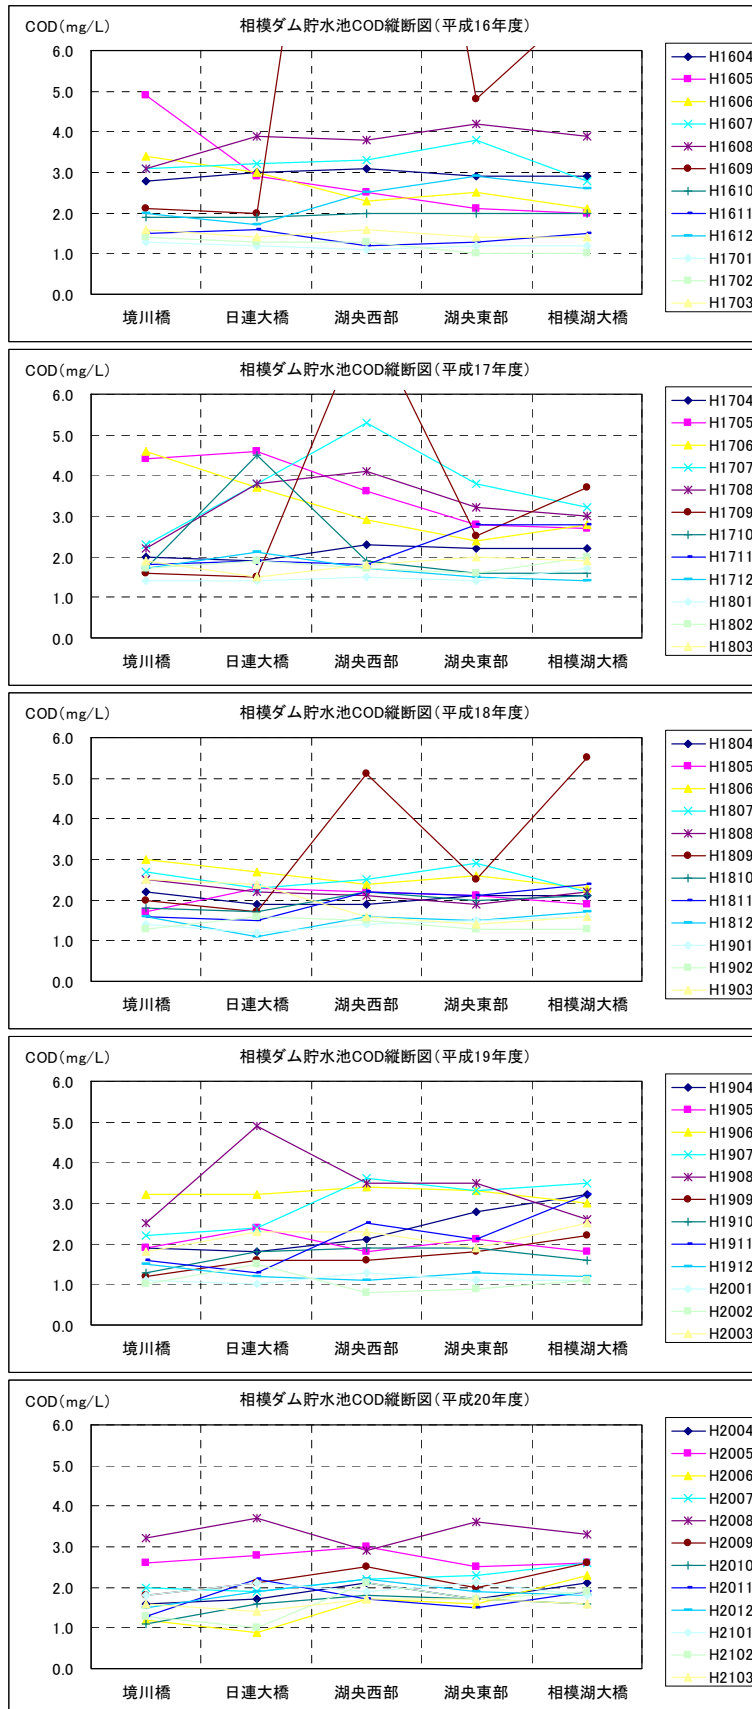 COD(mg/L) 相模ダム貯水池COD縦断図(平成16年度)
6.0
5.0
4.0
3.0
2.0
1.0
0.0
境川橋 日連大橋 湖央西部 湖央東部 相模湖大橋
H1604
H1605
H1606
H1607
H1608
H1609
H1610
H1611
H1612
H1701
H1702
H1703
COD(mg/L) 相模ダム貯水池COD縦断図(平成17年度)
6.0
5.0
4.0
3.0
2.0
1.0
0.0
境川橋 日連大橋 湖央西部 湖央東部 相模湖大橋
H1704
H1705
H1706
H1707
H1708
H1709
H1710
H1711
H1712
H1801
H1802
H1803
COD(mg/L) 相模ダム貯水池COD縦断図(平成18年度)
6.0
5.0
4.0
3.0
2.0
1.0
0.0
境川橋 日連大橋 湖央西部 湖央東部 相模湖大橋
H1804
H1805
H1806
H1807
H1808
H1809
H1810
H1811
H1812
H1901
H1902
H1903
COD(mg/L) 相模ダム貯水池COD縦断図(平成19年度)
6.0
5.0
4.0
3.0
2.0
1.0
0.0
境川橋 日連大橋 湖央西部 湖央東部 相模湖大橋
H1904
H1905
H1906
H1907
H1908
H1909
H1910
H1911
H1912
H2001
H2002
H2003
COD(mg/L) 相模ダム貯水池COD縦断図(平成20年度)
6.0
5.0
4.0
3.0
2.0
1.0
0.0
境川橋 日連大橋 湖央西部 湖央東部 相模湖大橋
H2004
H2005
H2006
H2007
H2008
H2009
H2010
H2011
H2012
H2101
H2102
H2103